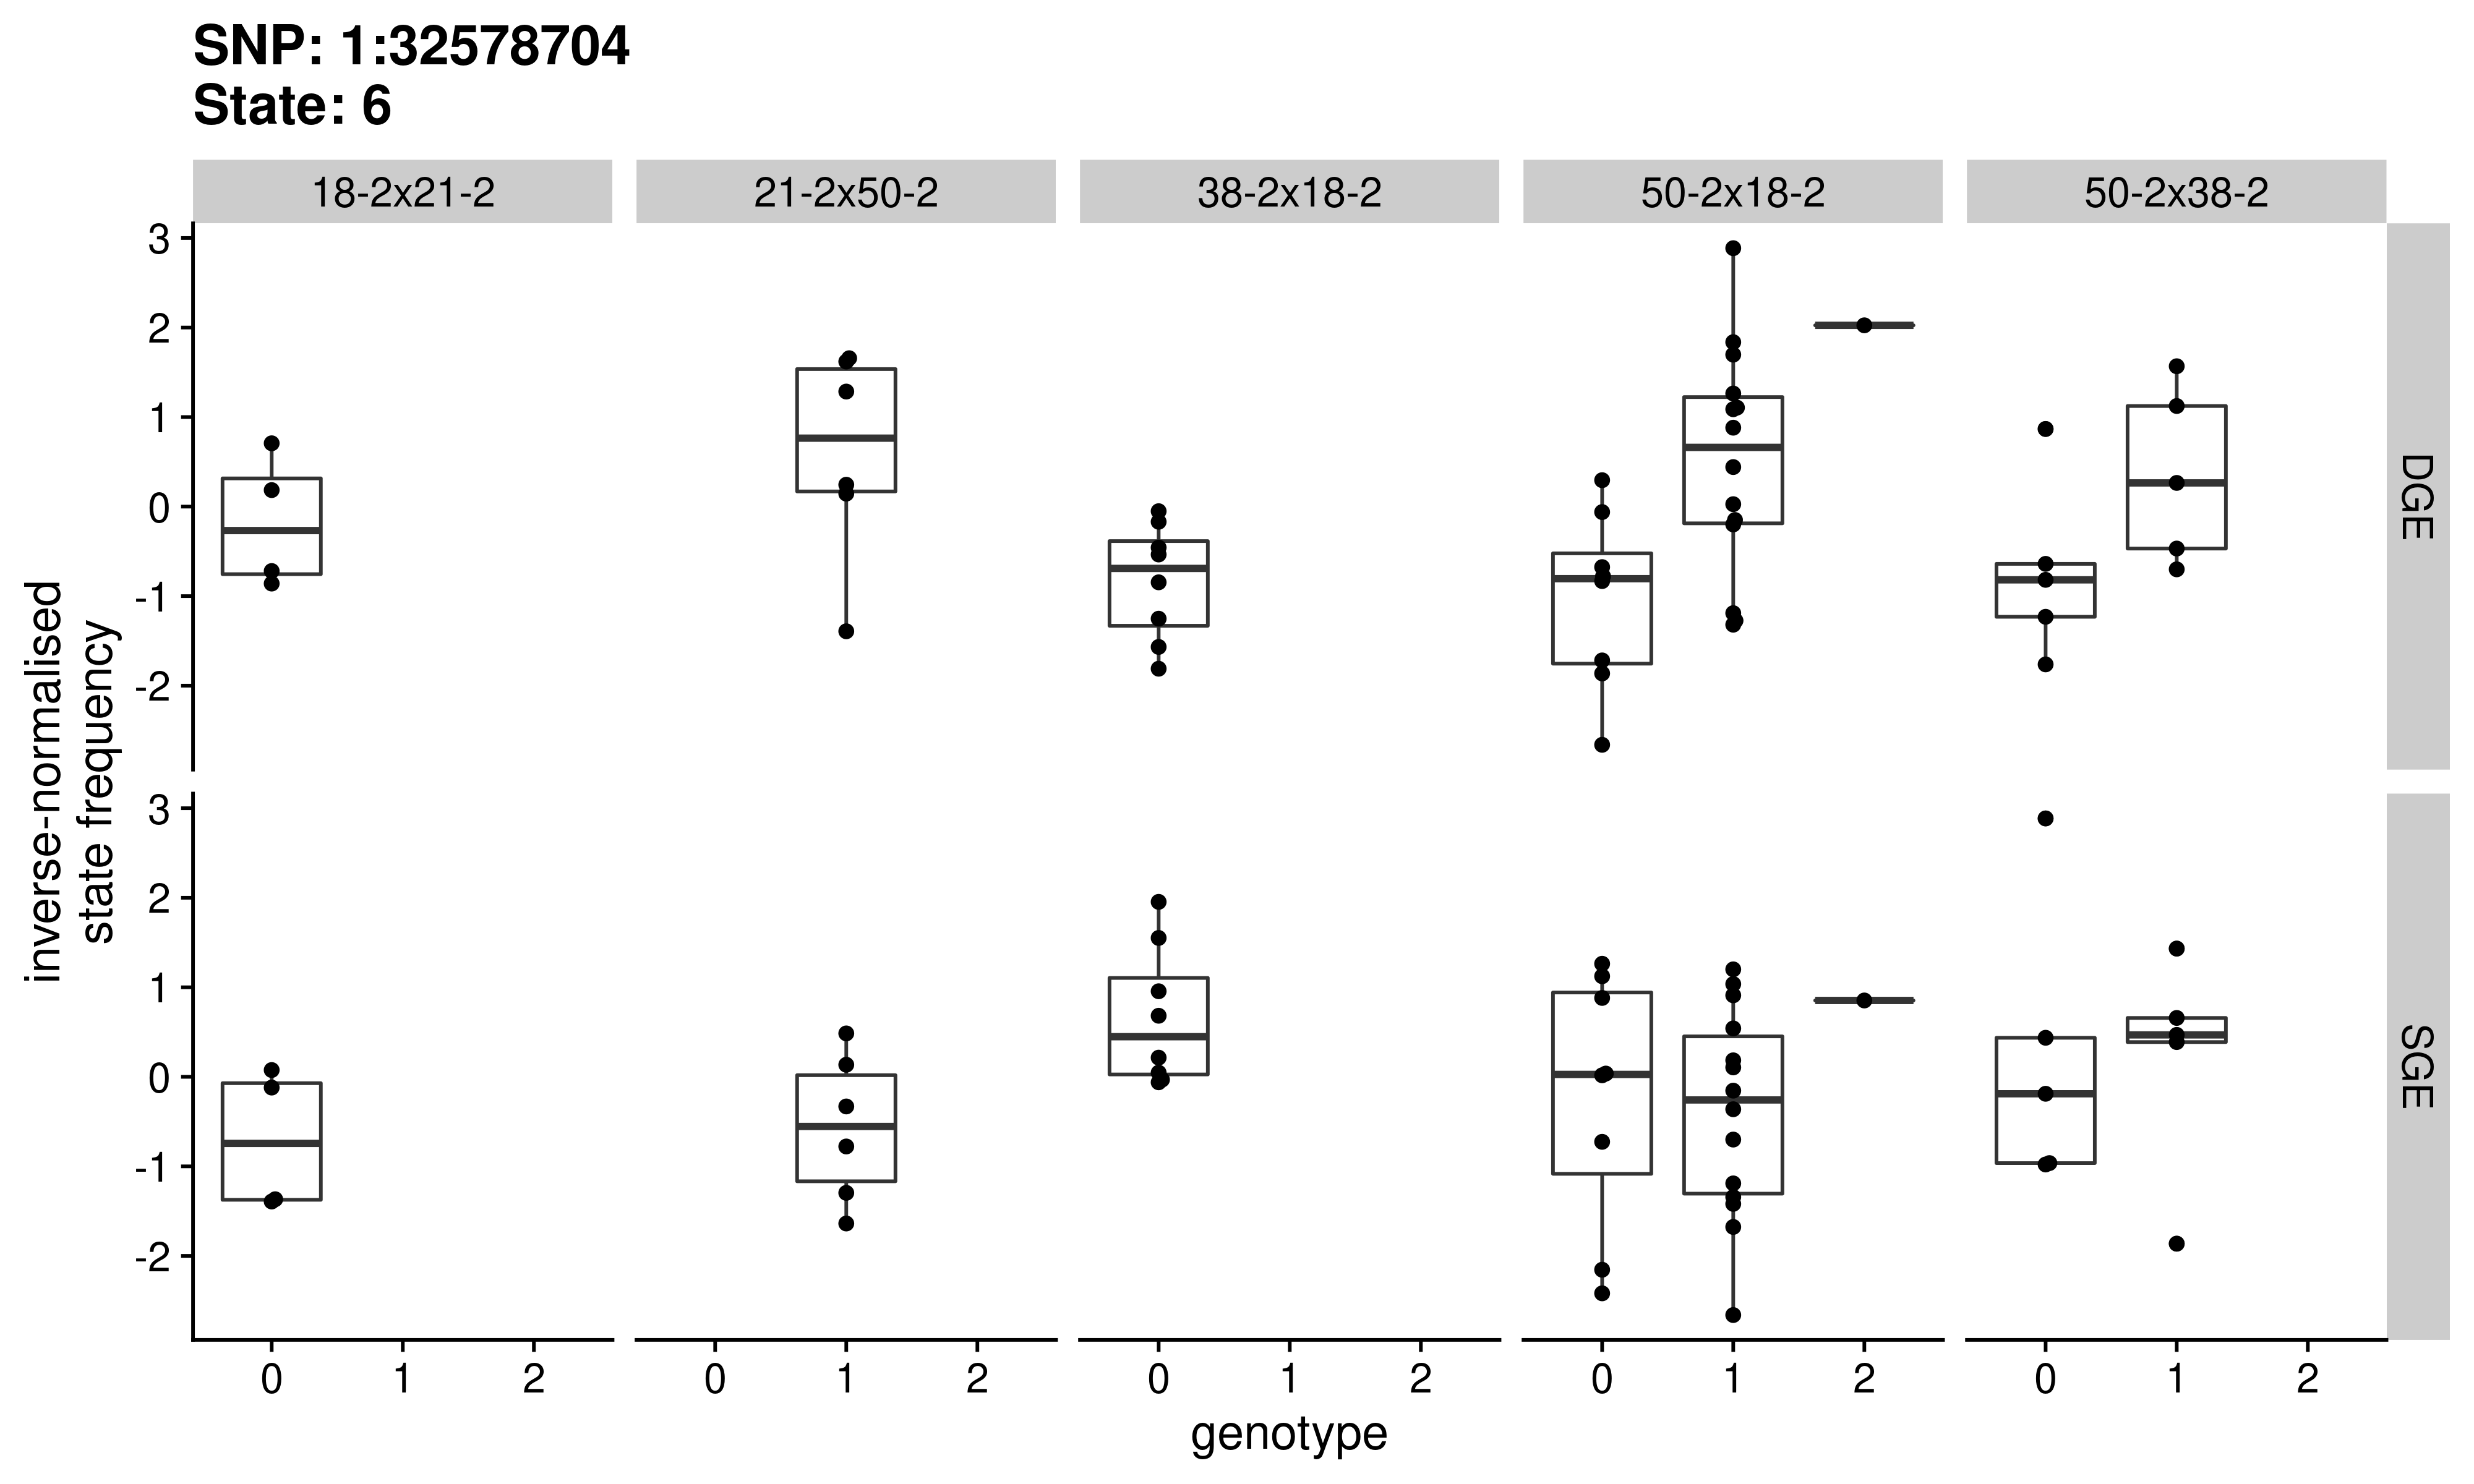 SNP: 1:32578704
State: 6
18-2x21-2 21-2x50-2 38-2x18-2 50-2x18-2 50-2x38-2
3
2
1
0
-1
-2
DGE
inverse-normalised
state frequency
3
2
1
0
-1
-2
SGE
0 1 2 0 1 2 0 1 2 0 1 2 0 1 2
genotype